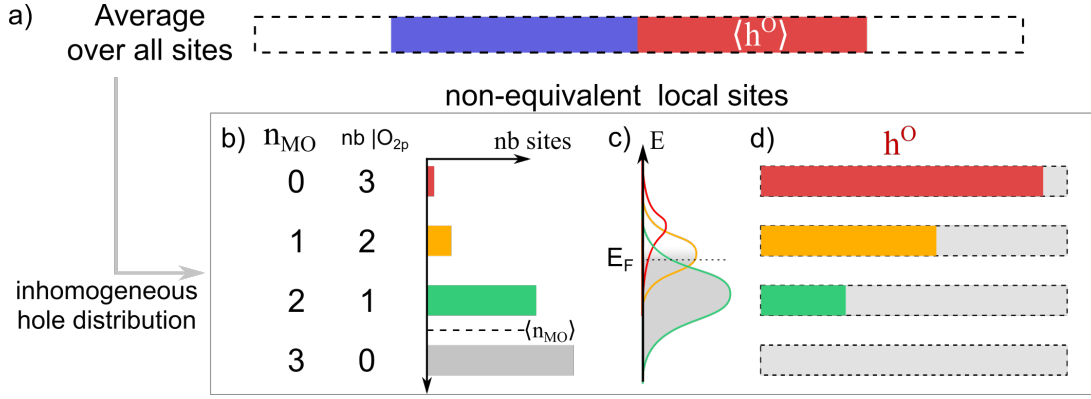 a) Average
over all sites
⟨h^O⟩
non-equivalent local sites
inhomogeneous
hole distribution
b) n_MO nb |O_2p nb sites
0 3
1 2
2 1
⟨n_MO⟩
3 0
c) E
E_F
d) h^O